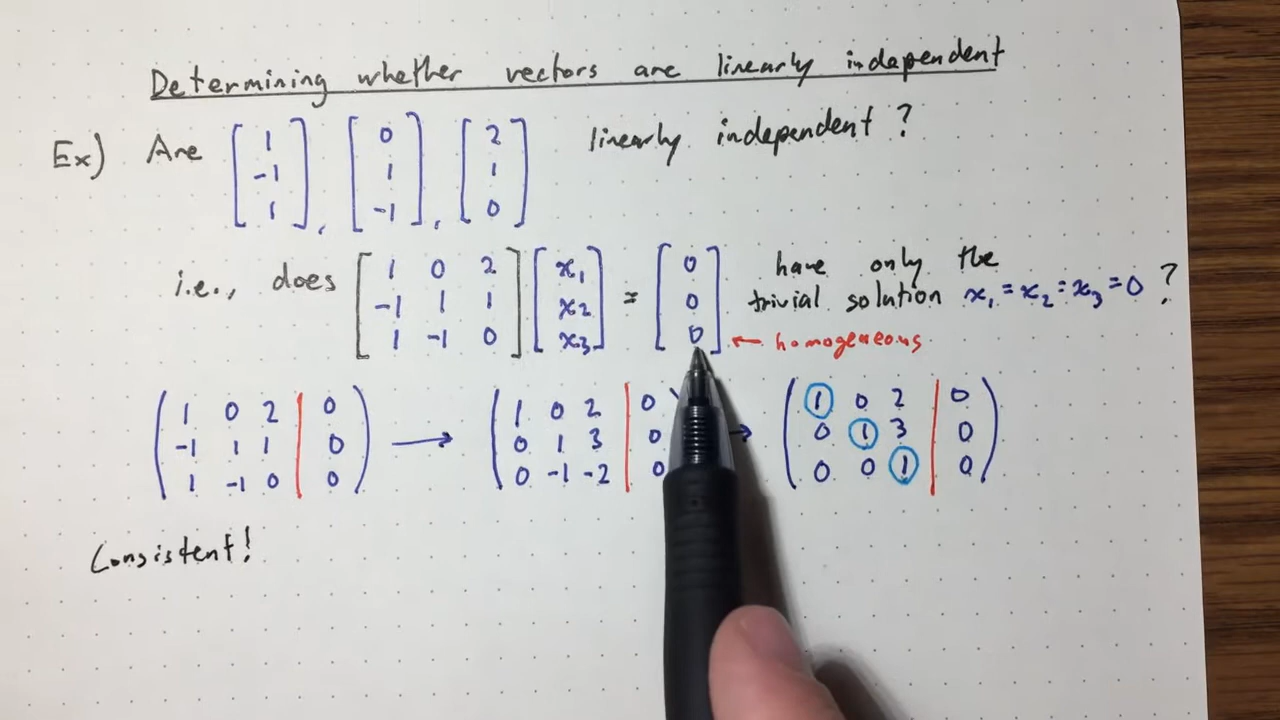 Determining whether vectors are linearly independent
Ex) Are [1 -1 1], [0 1 -1], [2 1 0] linearly independent?
i.e., does [1 0 2; -1 1 1; 1 -1 0] [x₁ x₂ x₃] = [0 0 0] have only the
trivial solution x₁ = x₂ = x₃ = 0 ?
← homogeneous
( 1 0 2 | 0 ) → ( 1 0 2 | 0 ) → ( 1 0 2 | 0 )
( -1 1 1 | 0 ) ( 0 1 3 | 0 ) ( 0 1 3 | 0 )
( 1 -1 0 | 0 ) ( 0 -1 -2 | 0 ) ( 0 0 1 | 0 )
Consistent!